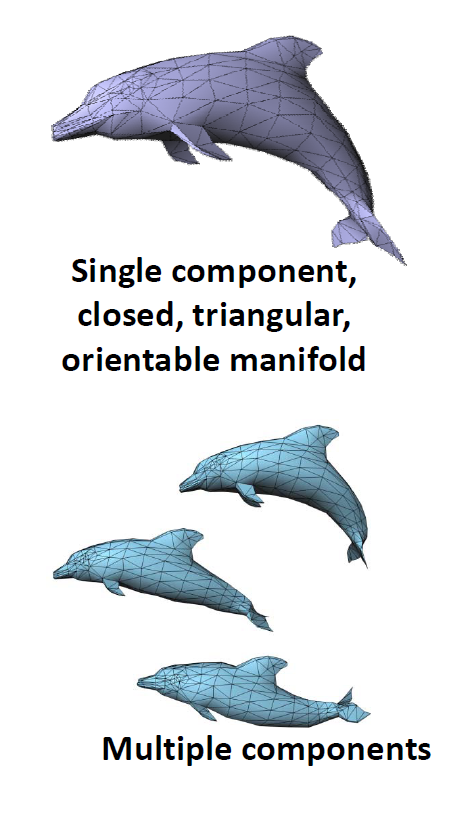 Single component,
closed, triangular,
orientable manifold
Multiple components